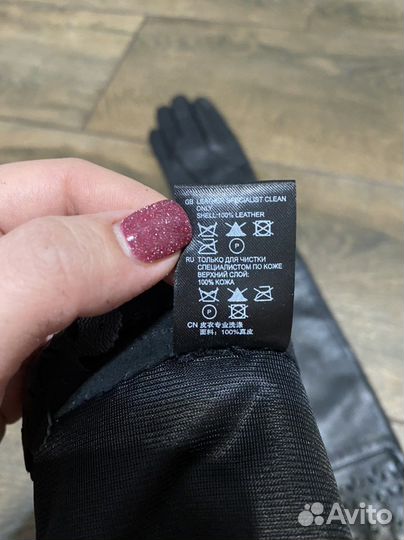 GB LEATHER SPECIALIST CLEAN
ONLY.
SHELL:100% LEATHER
P
RU ТОЛЬКО ДЛЯ ЧИСТКИ
СПЕЦИАЛИСТОМ ПО КОЖЕ
ВЕРХНИЙ СЛОЙ:
100% КОЖА
P
CN 皮衣专业洗涤
面料：100%真皮
Avito